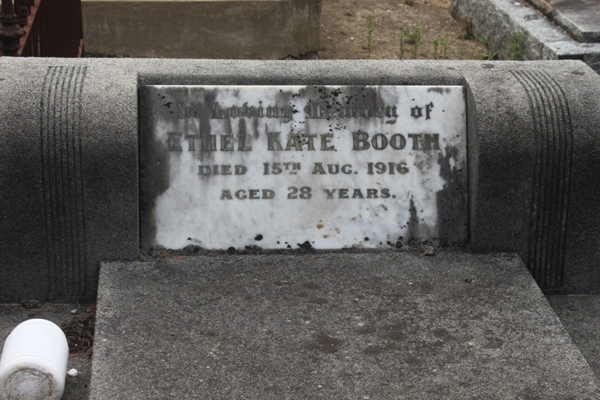 In Loving Memory of
ETHEL KATE BOOTH
DIED 15TH AUG. 1916
AGED 28 YEARS.